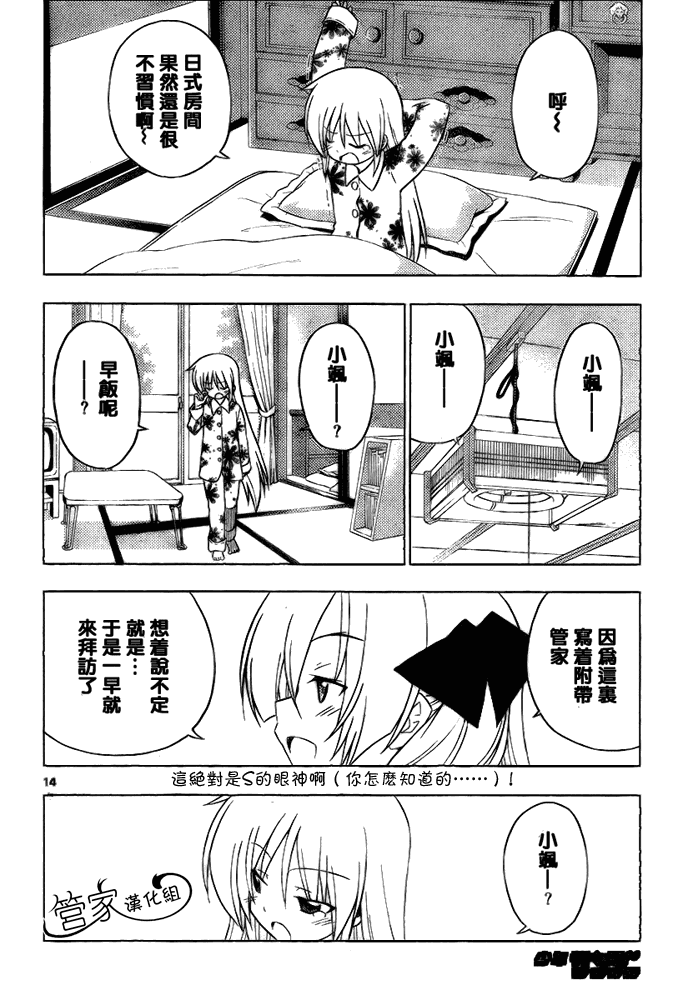 呼～
日式房間
果然還是很
不習慣啊～
小颯——
小颯——
小颯——？
早飯呢
——？
因爲這裏
寫着附帶
管家
想着說不定
就是…
于是一早就
來拜訪了
14
這絕對是S的眼神啊（你怎麽知道的……）！
小颯
——？
管家漢化組